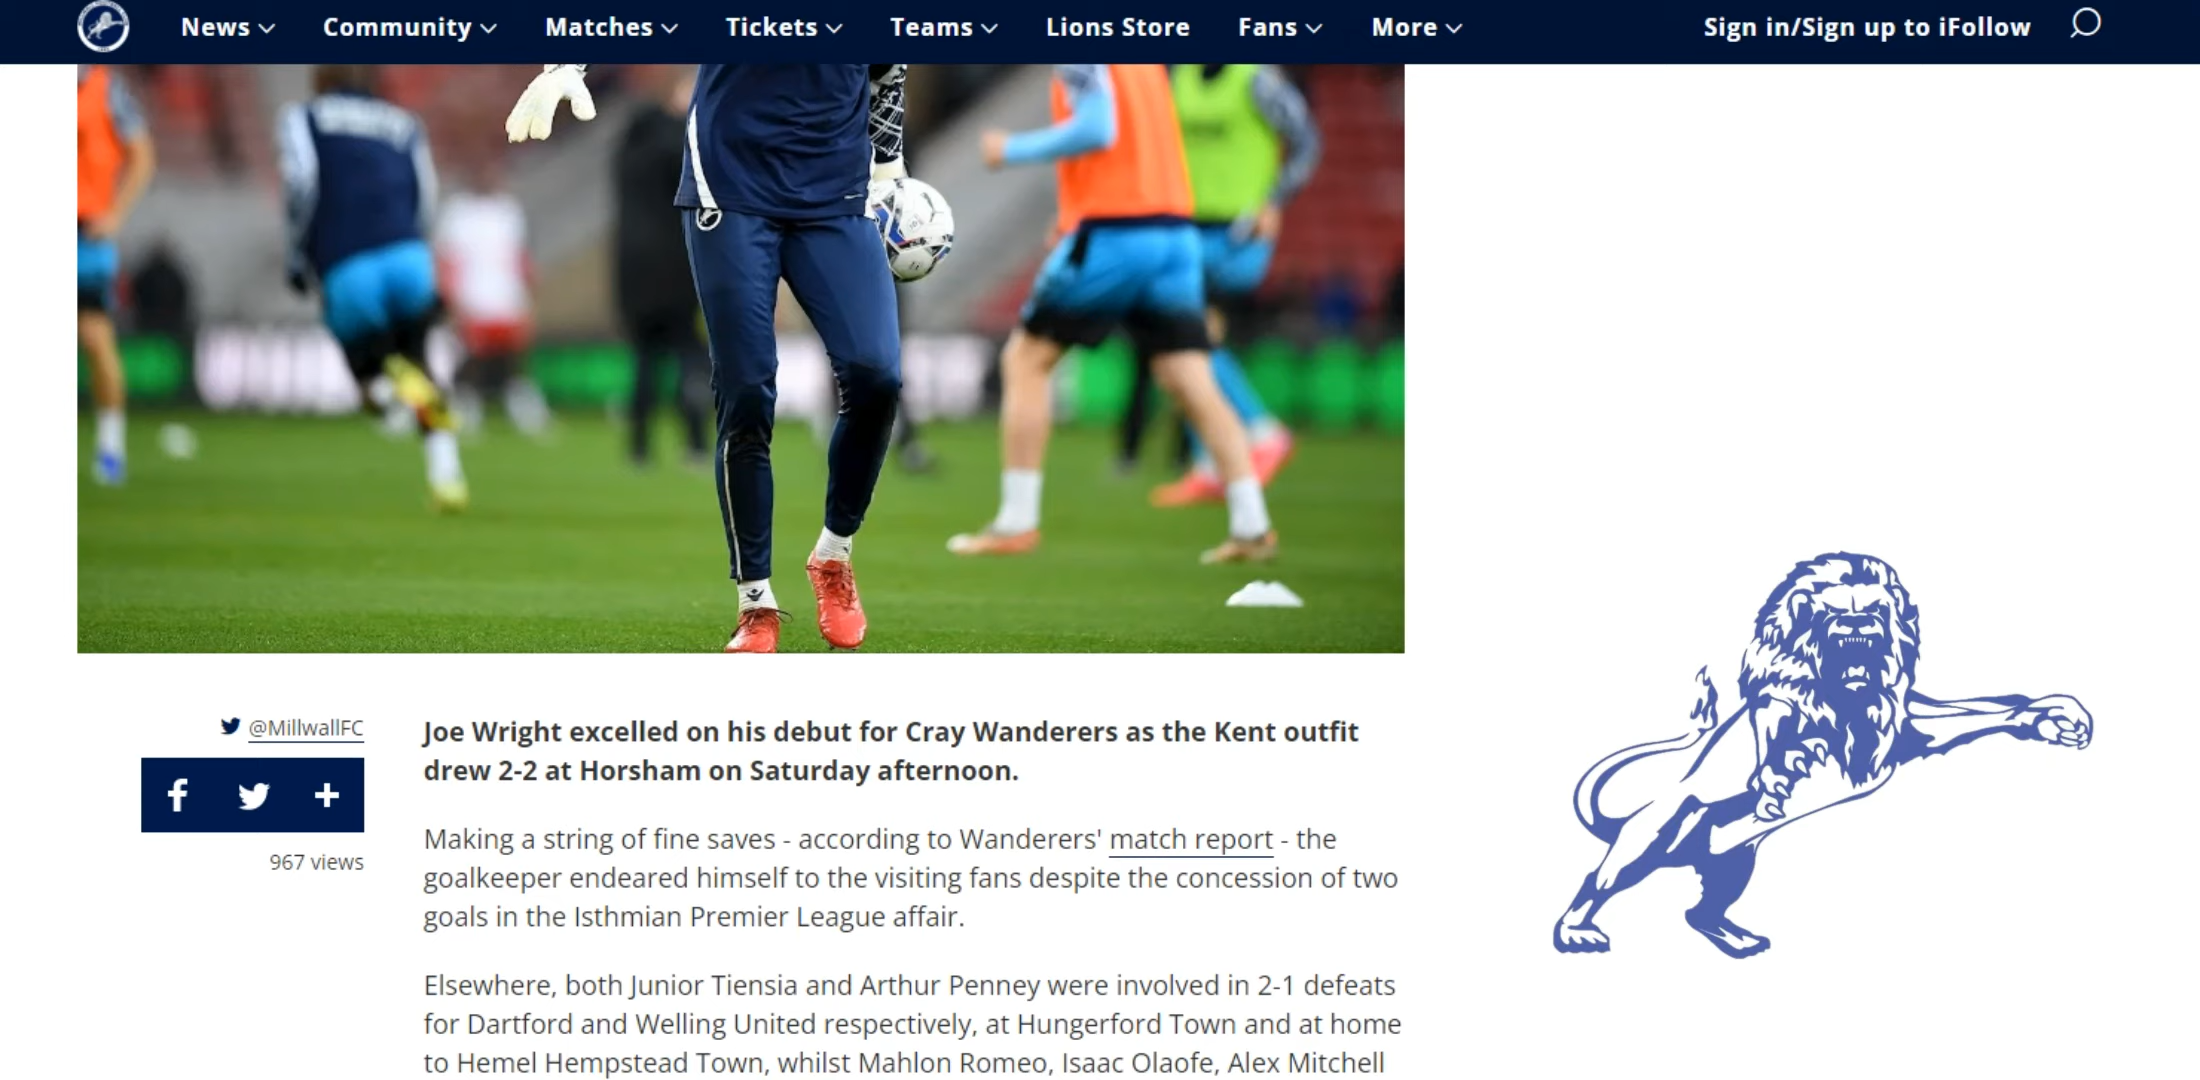 News Community Matches Tickets Teams Lions Store Fans More Sign in/Sign up to iFollow
@MillwallFC
967 views
Joe Wright excelled on his debut for Cray Wanderers as the Kent outfit
drew 2-2 at Horsham on Saturday afternoon.
Making a string of fine saves - according to Wanderers' match report - the
goalkeeper endeared himself to the visiting fans despite the concession of two
goals in the Isthmian Premier League affair.
Elsewhere, both Junior Tiensia and Arthur Penney were involved in 2-1 defeats
for Dartford and Welling United respectively, at Hungerford Town and at home
to Hemel Hempstead Town, whilst Mahlon Romeo, Isaac Olaofe, Alex Mitchell